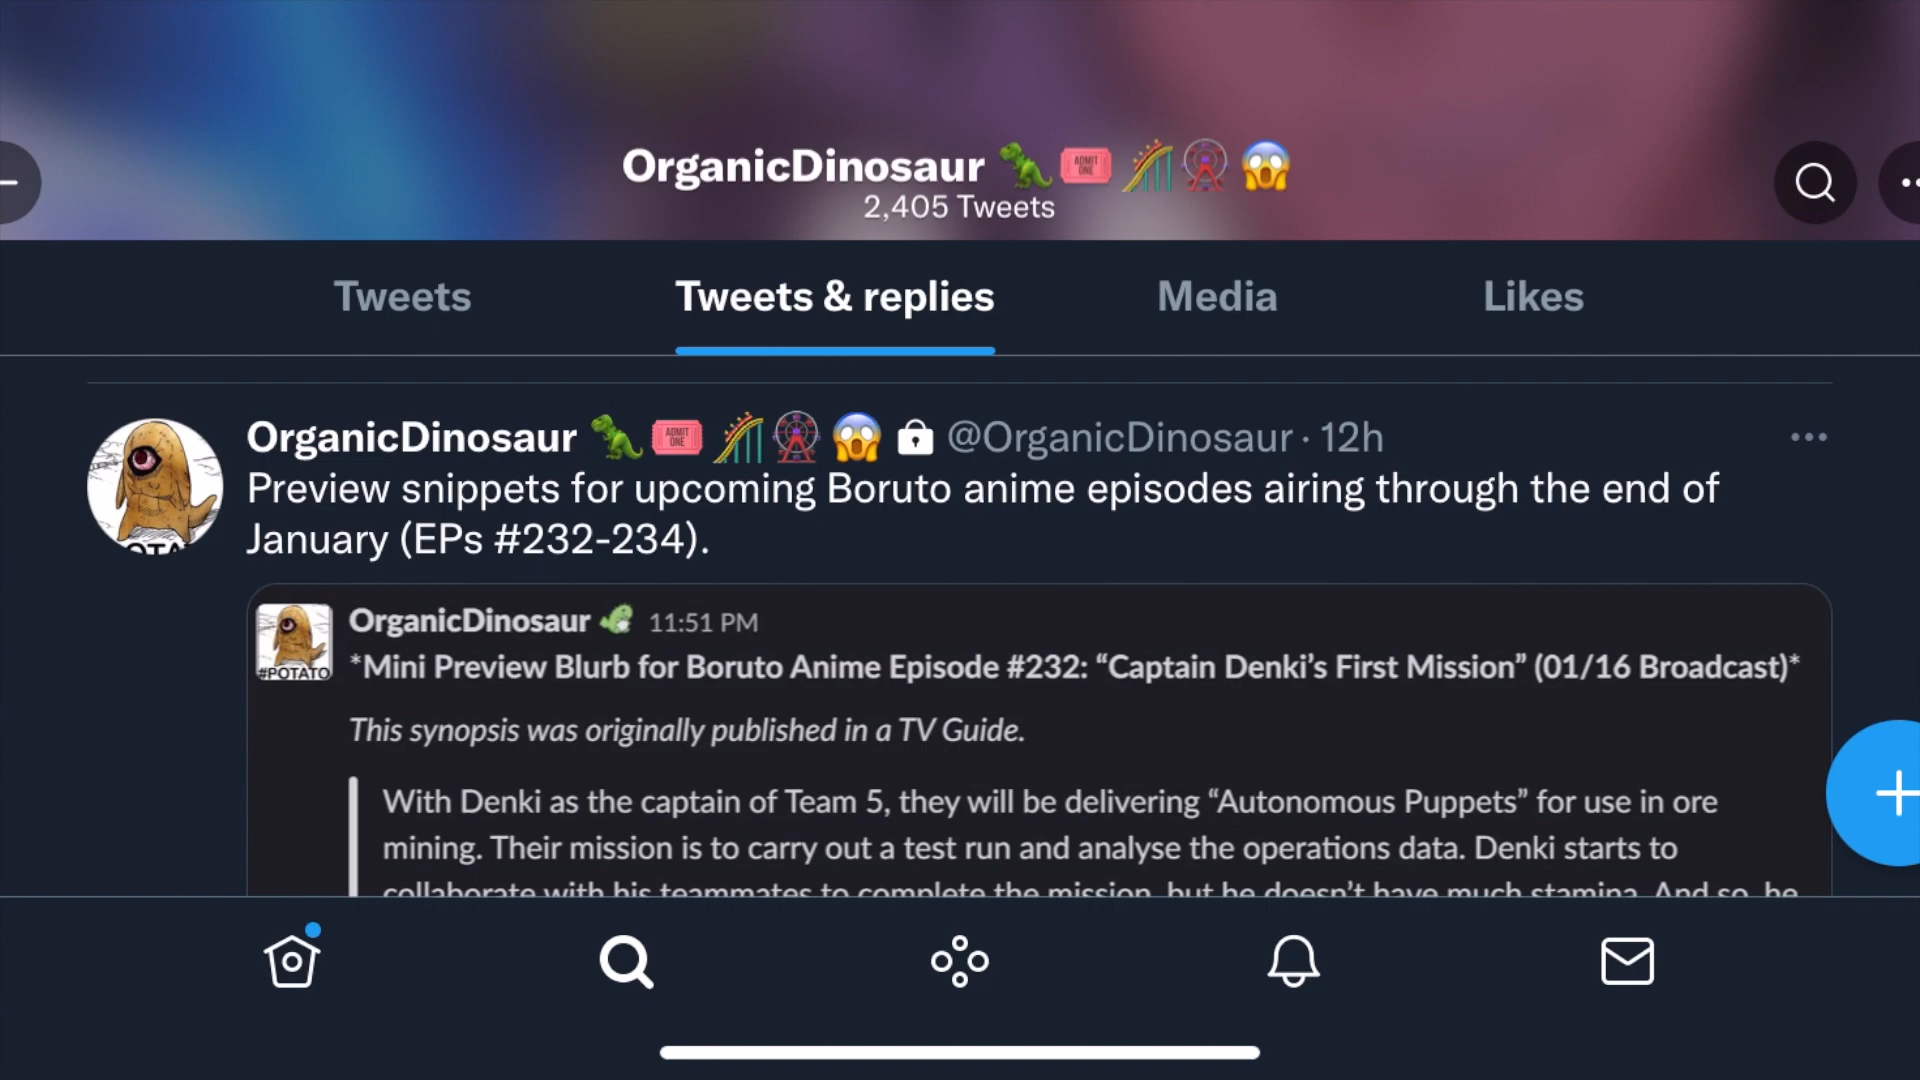 OrganicDinosaur 🦖🎟️🎢🎡😱
2,405 Tweets
Tweets
Tweets & replies
Media
Likes
OrganicDinosaur 🦖🎟️🎢🎡😱🔒 @OrganicDinosaur · 12h
Preview snippets for upcoming Boruto anime episodes airing through the end of
January (EPs #232-234).
OrganicDinosaur 11:51 PM
*Mini Preview Blurb for Boruto Anime Episode #232: “Captain Denki’s First Mission” (01/16 Broadcast)*
#POTATO
This synopsis was originally published in a TV Guide.
With Denki as the captain of Team 5, they will be delivering “Autonomous Puppets” for use in ore
mining. Their mission is to carry out a test run and analyse the operations data. Denki starts to
collaborate with his teammates to complete the mission, but he doesn’t have much stamina. And so, he